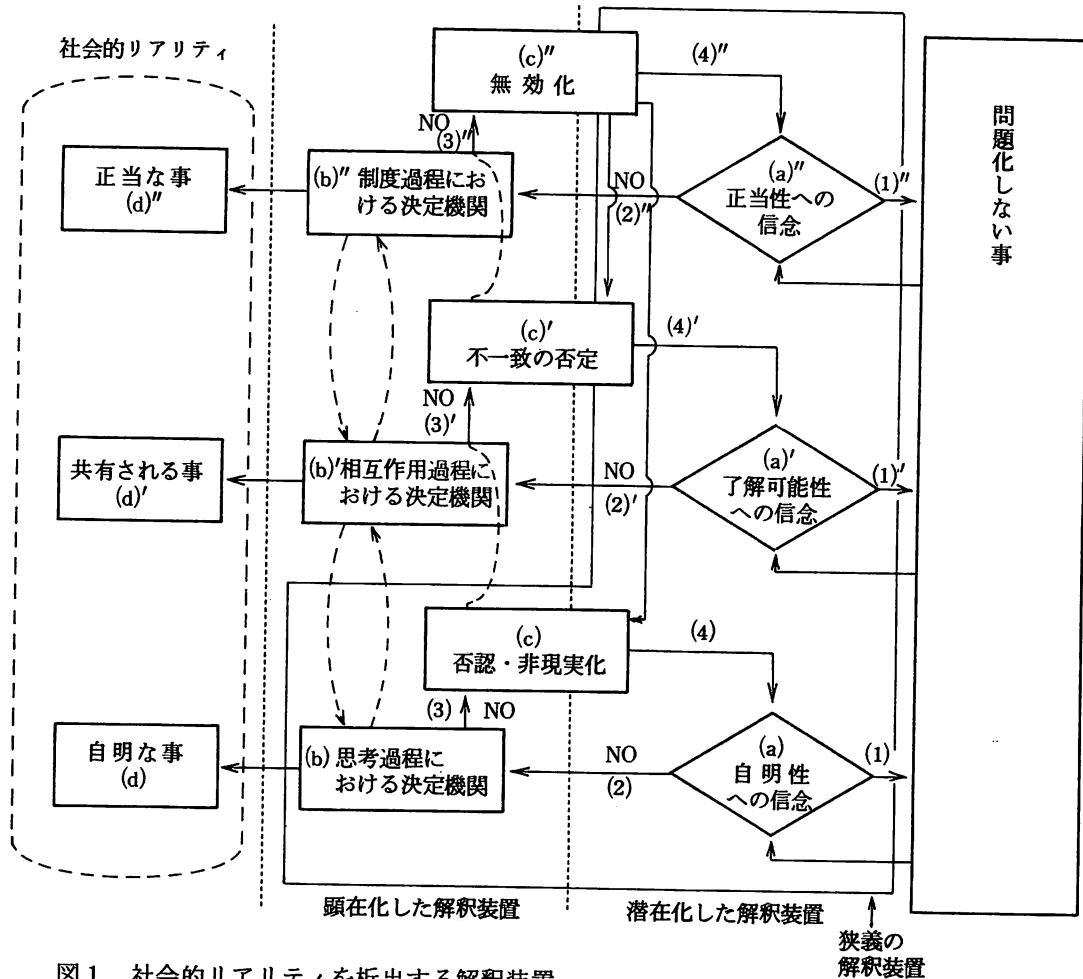 社会的リアリティ
(c)″
無効化
(4)″
NO
(3)″
正当な事
(d)″
(b)″ 制度過程にお
ける決定機関
NO
(2)″
(a)″
正当性への
信念
(1)″
問題化しない事
(c)′
不一致の否定
(4)′
NO
(3)′
共有される事
(d)′
(b)′相互作用過程に
おける決定機関
NO
(2)′
(a)′
了解可能性
への信念
(1)′
(c)
否認・非現実化
(4)
(3) NO
自明な事
(d)
(b) 思考過程に
おける決定機関
NO
(2)
(a)
自明性
への信念
(1)
顕在化した解釈装置
潜在化した解釈装置
狭義の
解釈装置
図1 社会的リアリティを析出する解釈装置